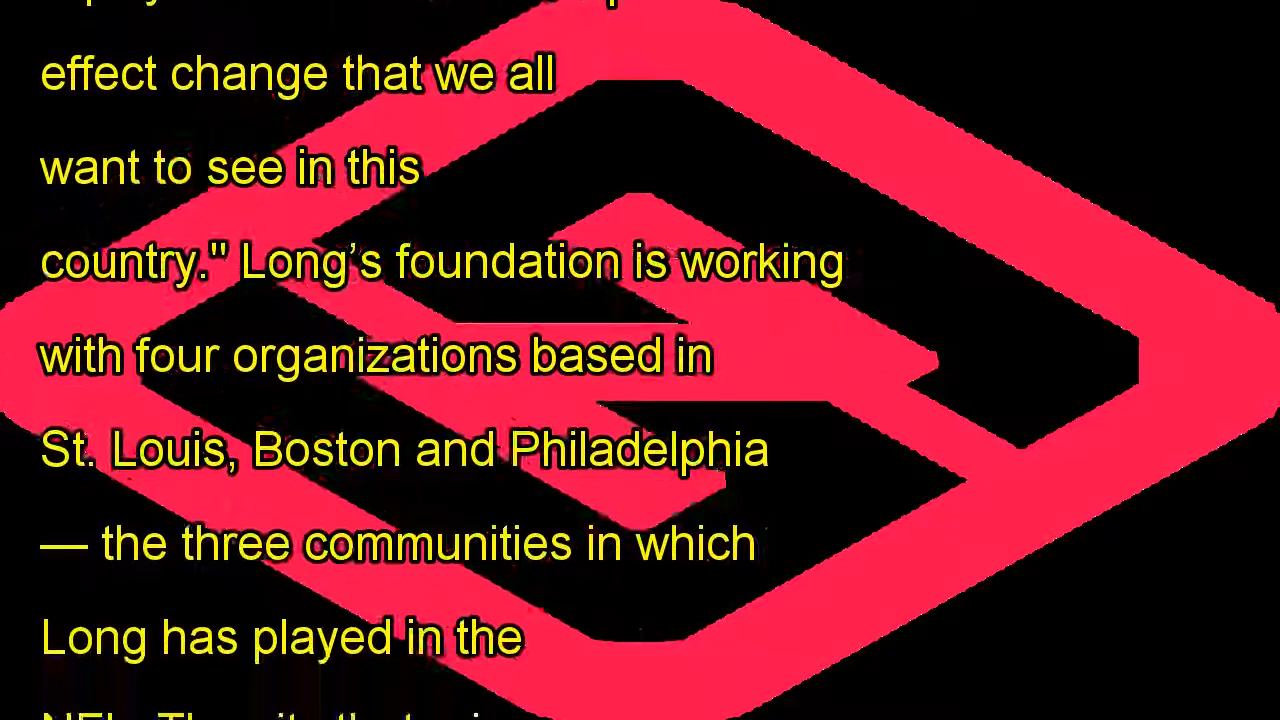 effect change that we all
want to see in this
country." Long’s foundation is working
with four organizations based in
St. Louis, Boston and Philadelphia
— the three communities in which
Long has played in the